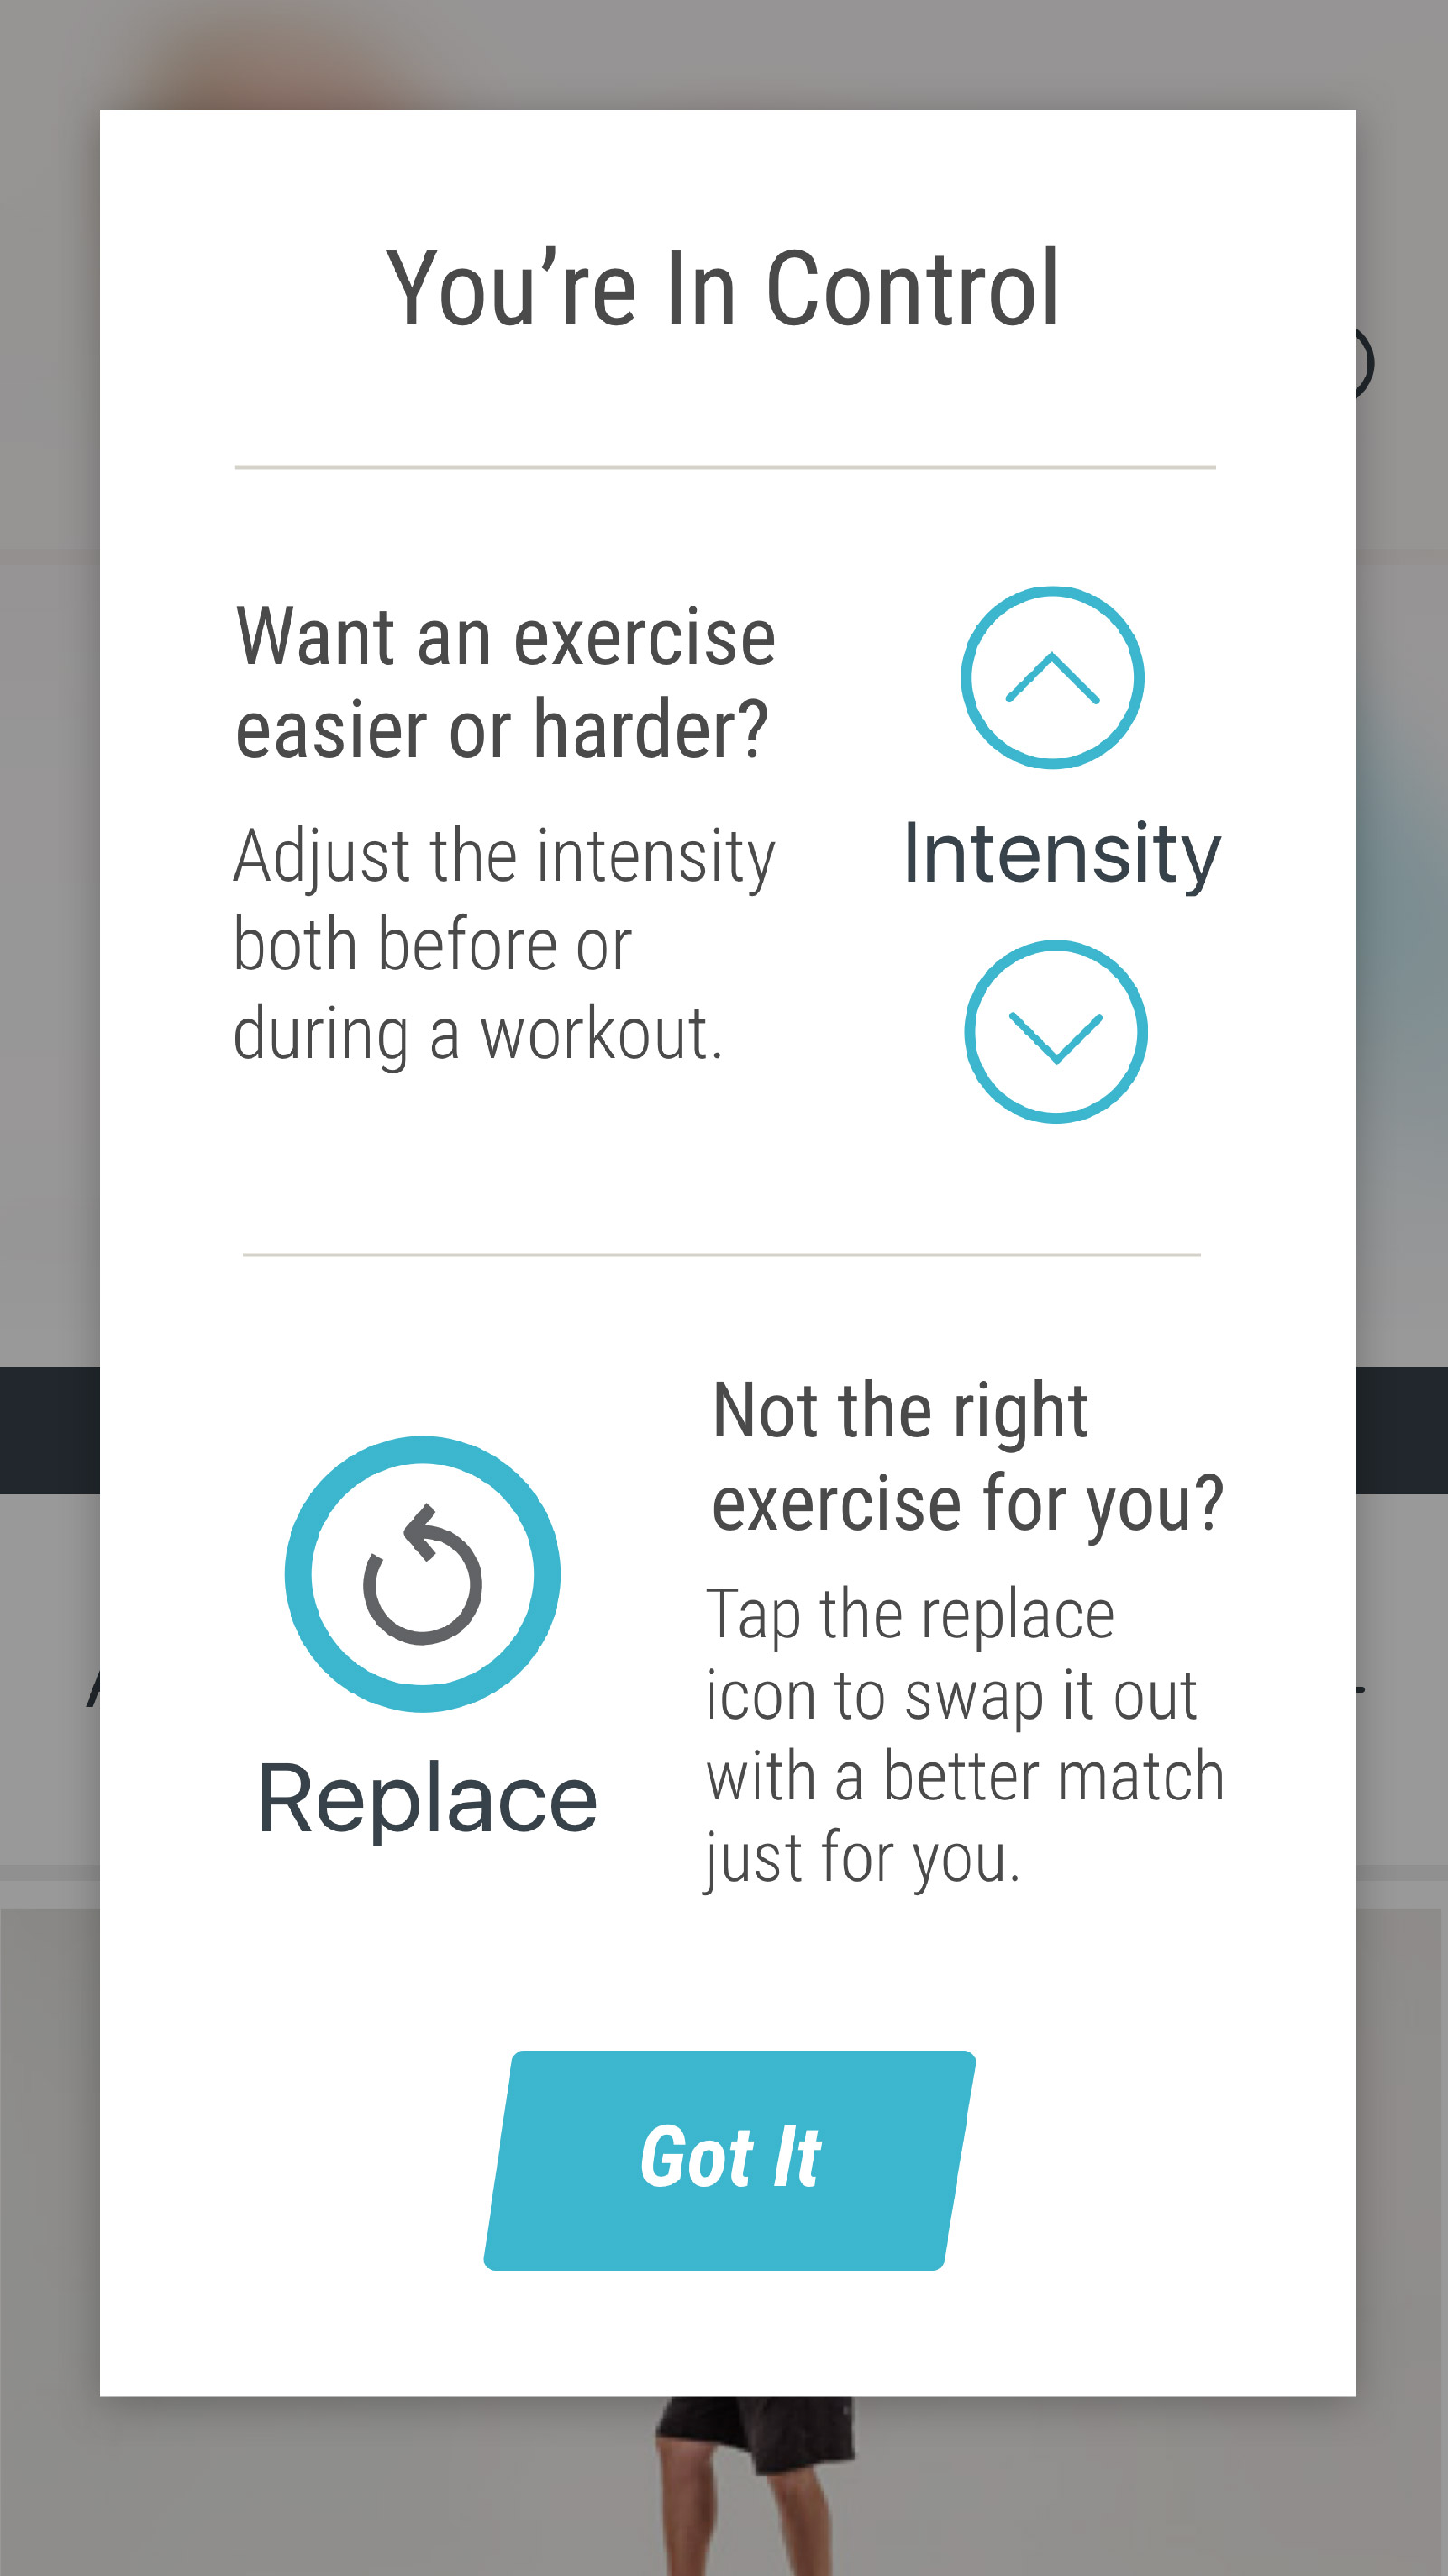 You’re In Control
Want an exercise
easier or harder?
Adjust the intensity
both before or
during a workout.
Intensity
Not the right
exercise for you?
Tap the replace
icon to swap it out
with a better match
just for you.
Replace
Got It